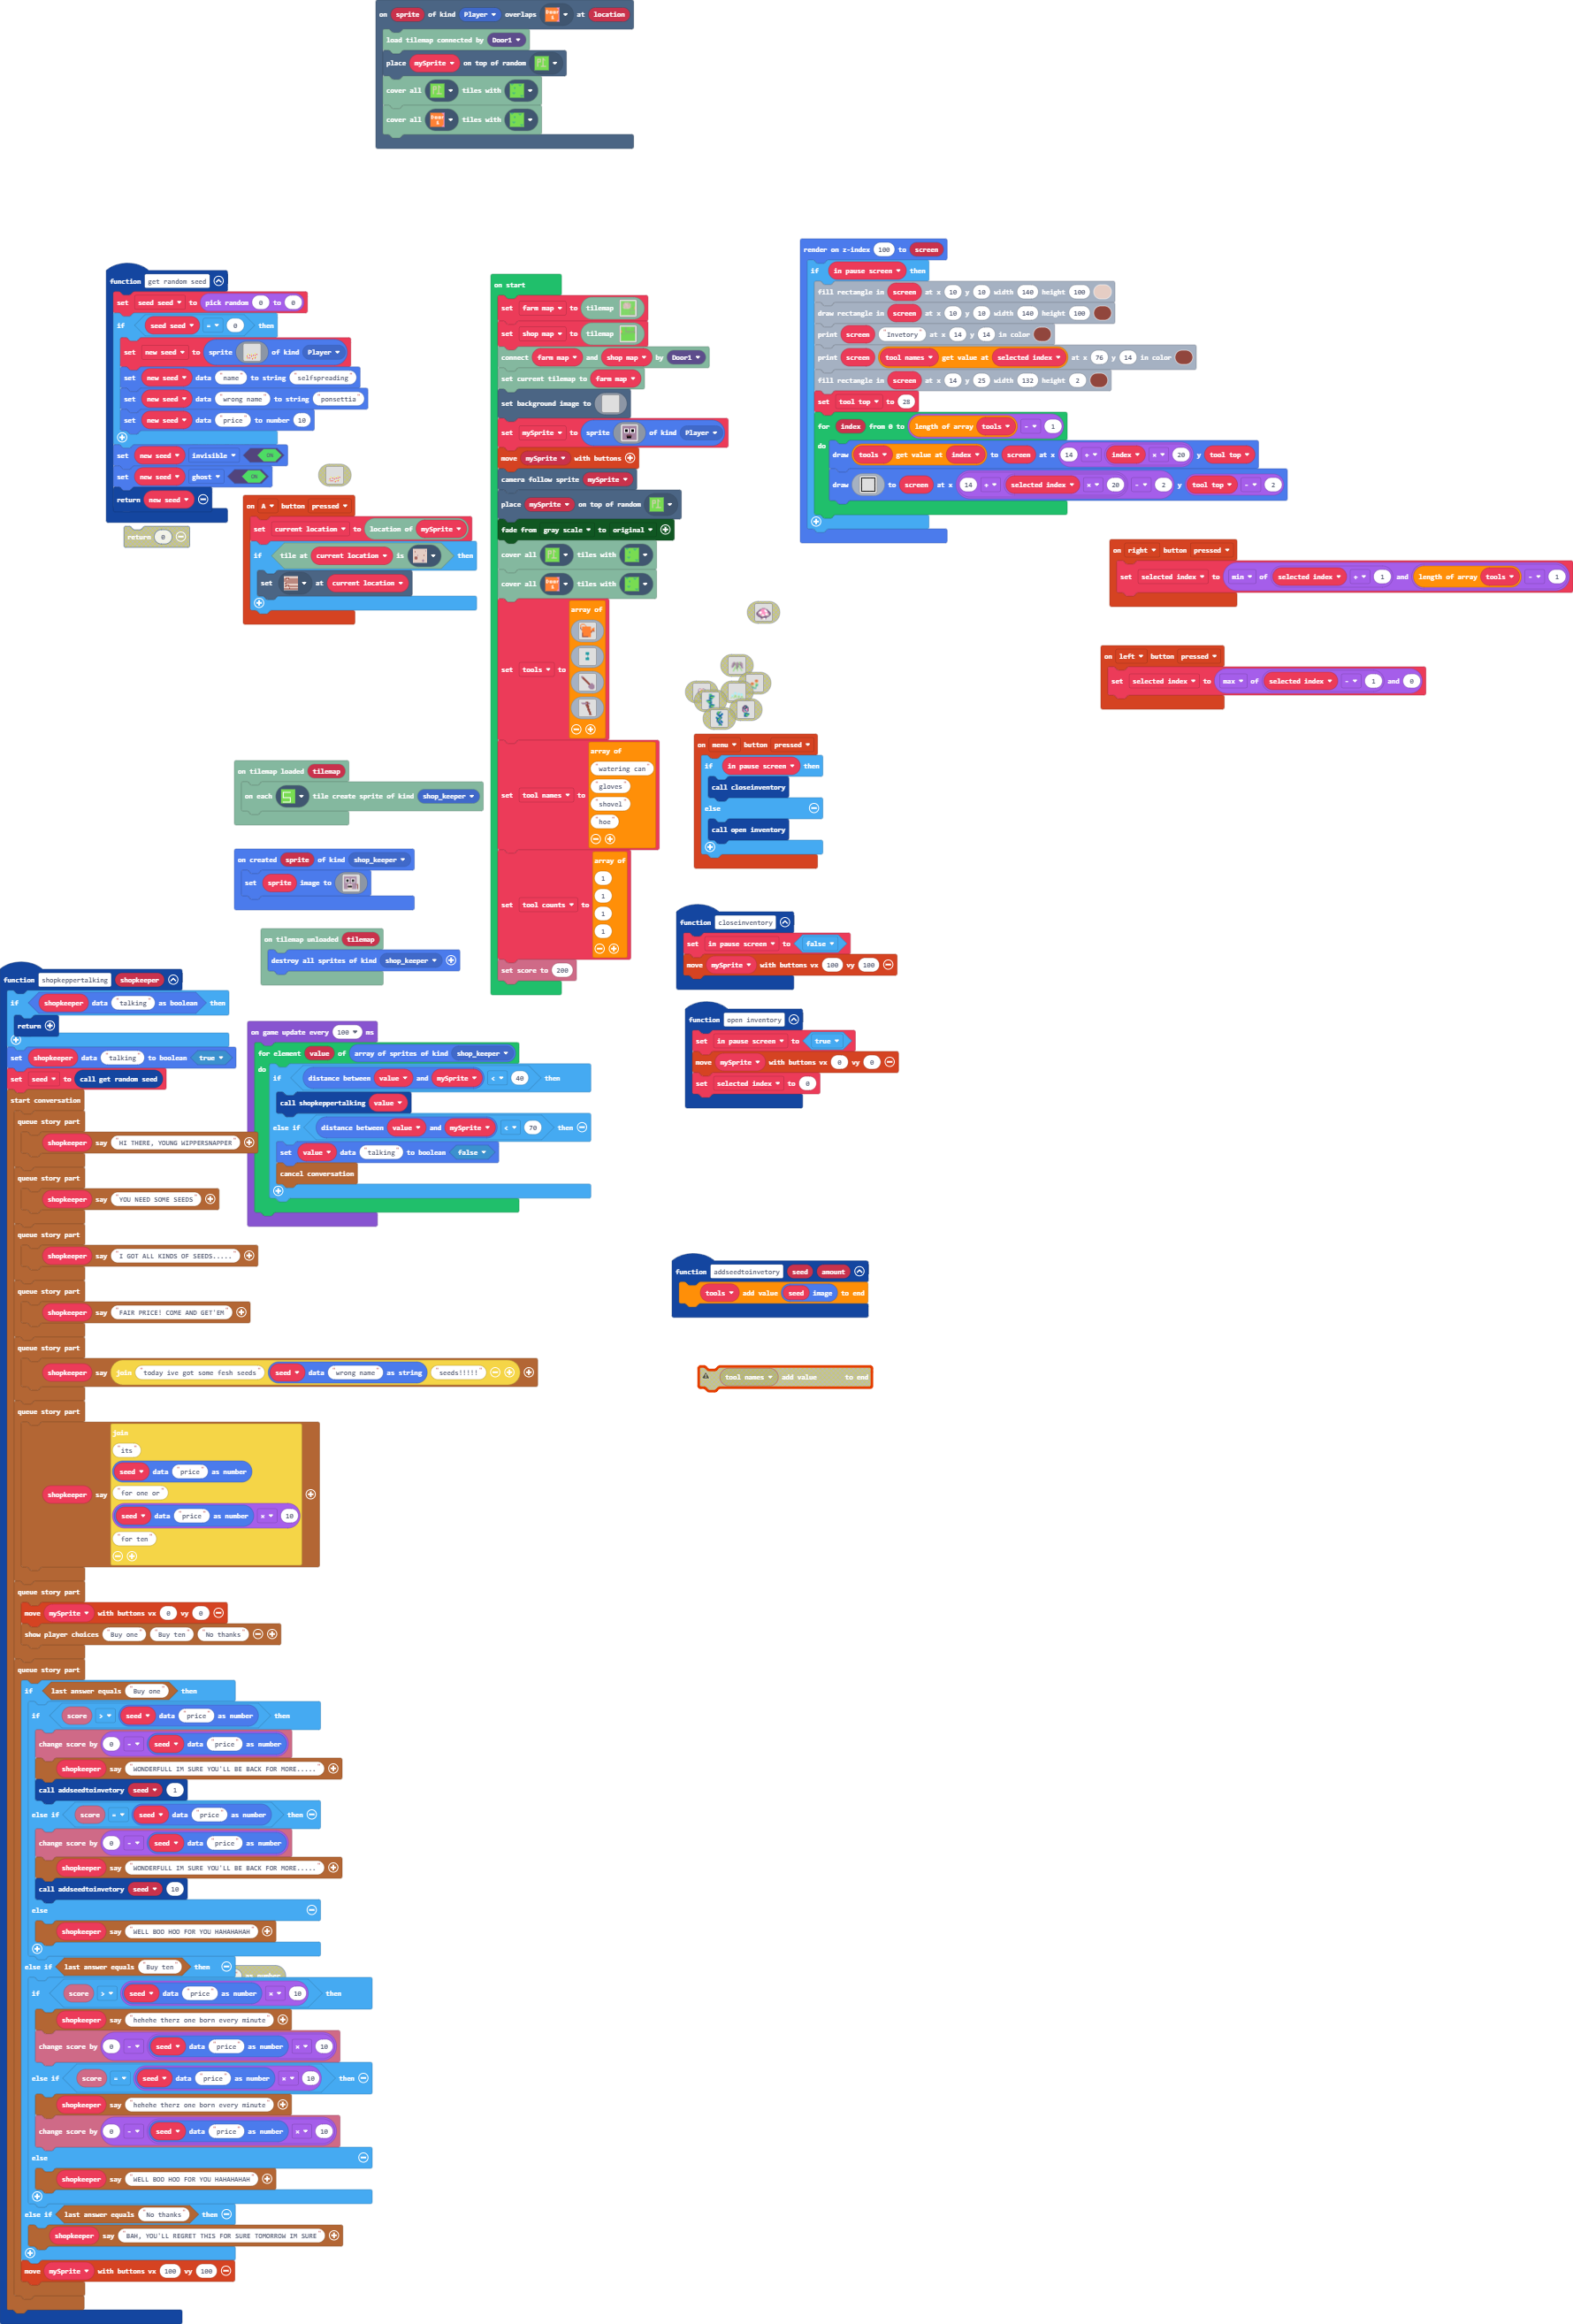 on sprite of kind Player overlaps at location
load tilemap connected by Door1
place mySprite on top of random
cover all tiles with
cover all tiles with
function get random seed
set seed seed to pick random 0 to 0
if seed seed = 0 then
set new seed to sprite of kind Player
set new seed data "name" to string "selfspreading"
set new seed data "wrong name" to string "ponsettia"
set new seed data "price" to number 10
set new seed invisible ON
set new seed ghost ON
return new seed
return 0
on A button pressed
set current location to location of mySprite
if tile at current location is then
set at current location
on start
set farm map to tilemap
set shop map to tilemap
connect farm map and shop map by Door1
set current tilemap to farm map
set background image to
set mySprite to sprite of kind Player
move mySprite with buttons
camera follow sprite mySprite
place mySprite on top of random
fade from gray scale to original
cover all tiles with
cover all tiles with
set tools to array of
set tool names to array of
"watering can"
"gloves"
"shovel"
"hoe"
set tool counts to array of
1
1
1
1
set score to 200
render on z-index 100 to screen
if in pause screen then
fill rectangle in screen at x 10 y 10 width 140 height 100
draw rectangle in screen at x 10 y 10 width 140 height 100
print screen "Invetory" at x 14 y 14 in color
print screen tool names get value at selected index at x 76 y 14 in color
fill rectangle in screen at x 14 y 25 width 132 height 2
set tool top to 28
for index from 0 to length of array tools - 1
do draw tools get value at index to screen at x 14 + index × 20 y tool top
draw to screen at x 14 + selected index × 20 - 2 y tool top - 2
on right button pressed
set selected index to min of selected index + 1 and length of array tools - 1
on left button pressed
set selected index to max of selected index - 1 and 0
on menu button pressed
if in pause screen then
call closeinventory
else
call open inventory
on tilemap loaded tilemap
on each tile create sprite of kind shop_keeper
on created sprite of kind shop_keeper
set sprite image to
on tilemap unloaded tilemap
destroy all sprites of kind shop_keeper
function closeinventory
set in pause screen to false
move mySprite with buttons vx 100 vy 100
function open inventory
set in pause screen to true
move mySprite with buttons vx 0 vy 0
set selected index to 0
on game update every 100 ms
for element value of array of sprites of kind shop_keeper
do if distance between value and mySprite < 40 then
call shopkeppertalking value
else if distance between value and mySprite < 70 then
set value data "talking" to boolean false
cancel conversation
function addseedtoinvetory seed amount
tools add value seed image to end
tool names add value to end
function shopkeppertalking shopkeeper
if shopkeeper data "talking" as boolean then
return
set shopkeeper data "talking" to boolean true
set seed to call get random seed
start conversation
queue story part
shopkeeper say "HI THERE, YOUNG WIPPERSNAPPER"
queue story part
shopkeeper say "YOU NEED SOME SEEDS"
queue story part
shopkeeper say "I GOT ALL KINDS OF SEEDS....."
queue story part
shopkeeper say "FAIR PRICE! COME AND GET'EM"
queue story part
shopkeeper say join "today ive got some fesh seeds" seed data "wrong name" as string "seeds!!!!!"
queue story part
shopkeeper say join
"its"
seed data "price" as number
"for one or"
seed data "price" as number × 10
"for ten"
queue story part
move mySprite with buttons vx 0 vy 0
show player choices "Buy one" "Buy ten" "No thanks"
queue story part
if last answer equals "Buy one" then
if score > seed data "price" as number then
change score by 0 - seed data "price" as number
shopkeeper say "WONDERFULL IM SURE YOU'LL BE BACK FOR MORE....."
call addseedtoinvetory seed 1
else if score = seed data "price" as number then
change score by 0 - seed data "price" as number
shopkeeper say "WONDERFULL IM SURE YOU'LL BE BACK FOR MORE....."
call addseedtoinvetory seed 10
else
shopkeeper say "WELL BOO HOO FOR YOU HAHAHAHAH"
else if last answer equals "Buy ten" then
if score > seed data "price" as number × 10 then
shopkeeper say "hehehe therz one born every minute"
change score by 0 - seed data "price" as number × 10
else if score = seed data "price" as number × 10 then
shopkeeper say "hehehe therz one born every minute"
change score by 0 - seed data "price" as number × 10
else
shopkeeper say "WELL BOO HOO FOR YOU HAHAHAHAH"
else if last answer equals "No thanks" then
shopkeeper say "BAH, YOU'LL REGRET THIS FOR SURE TOMORROW IM SURE"
move mySprite with buttons vx 100 vy 100